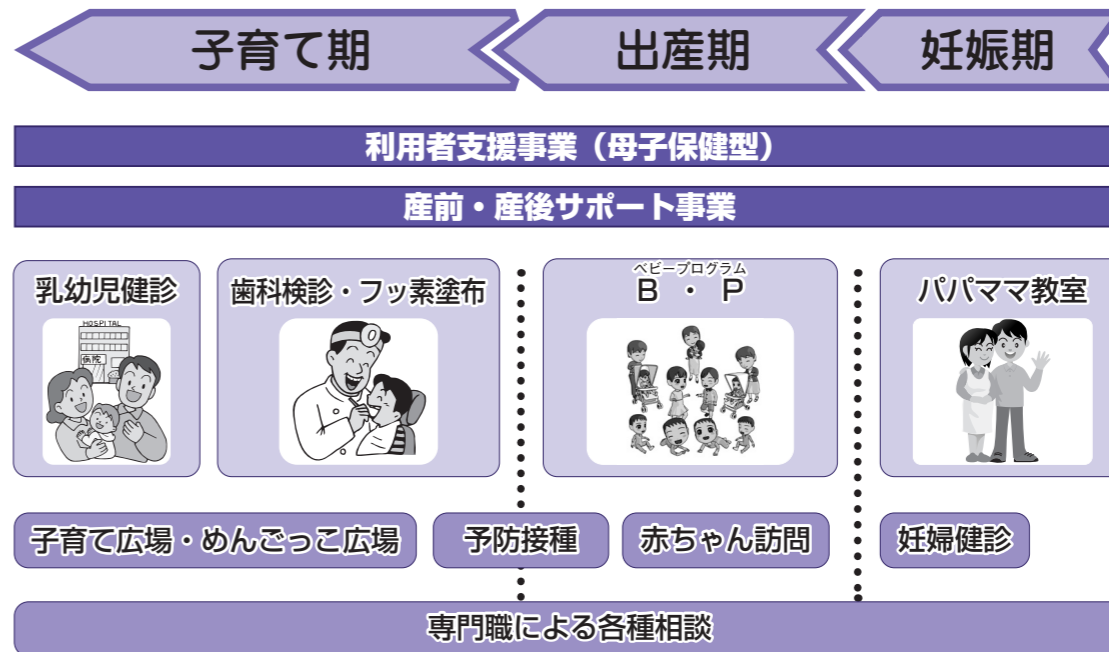 子育て期
出産期
妊娠期
利用者支援事業（母子保健型）
産前・産後サポート事業
乳幼児健診
HOSPITAL
病院
歯科検診・フッ素塗布
ベビープログラム
B ・ P
パパママ教室
子育て広場・めんごっこ広場
予防接種
赤ちゃん訪問
妊婦健診
専門職による各種相談